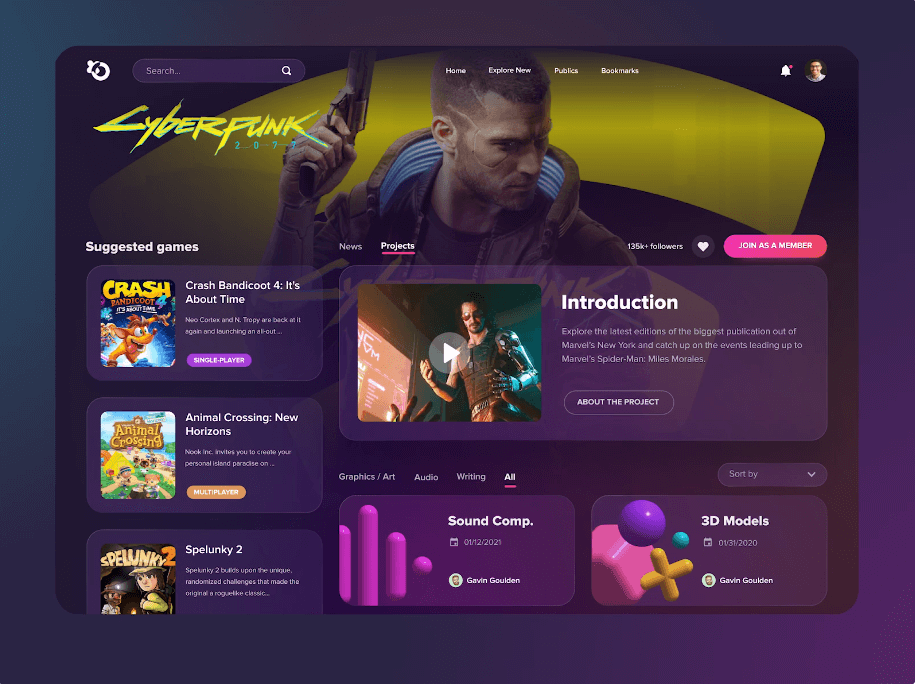 Search...
Home
Explore New
Publics
Bookmarks
CYBERPUNK
2077
Suggested games
CRASH
BANDICOOT 4
IT'S ABOUT TIME
Crash Bandicoot 4: It's
About Time
Neo Cortex and N. Tropy are back at it
again and launching an all-out ...
SINGLE-PLAYER
Animal
Crossing
Animal Crossing: New
Horizons
Nook Inc. invites you to create your
personal island paradise on ...
MULTIPLAYER
SPELUNKY 2
Spelunky 2
Spelunky 2 builds upon the unique,
randomized challenges that made the
original a roguelike classic...
News
Projects
135k+ followers
JOIN AS A MEMBER
Introduction
Explore the latest editions of the biggest publication out of
Marvel's New York and catch up on the events leading up to
Marvel's Spider-Man: Miles Morales.
ABOUT THE PROJECT
Graphics / Art
Audio
Writing
All
Sort by
Sound Comp.
01/12/2021
Gavin Goulden
3D Models
01/31/2020
Gavin Goulden